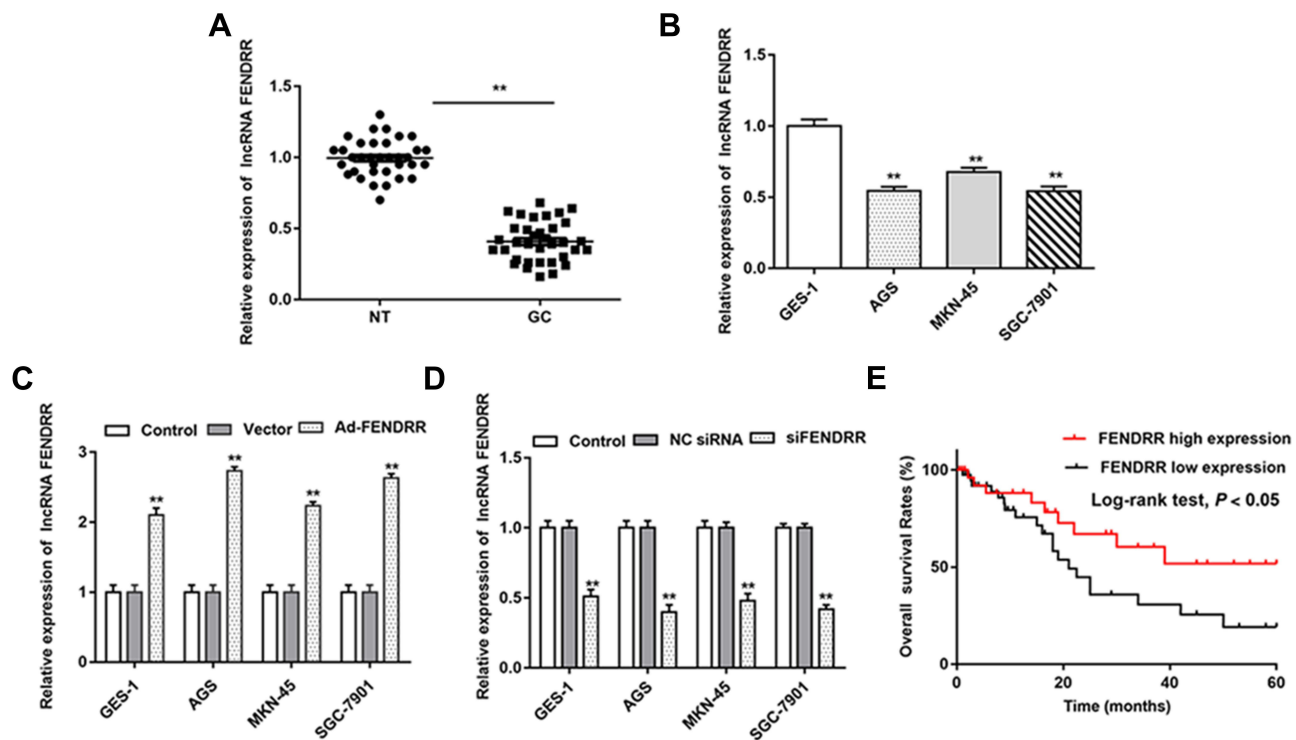 A
Relative expression of lncRNA FENDRR
1.5
1.0
0.5
0.0
**
NT
GC
B
Relative expression of lncRNA FENDRR
1.5
1.0
0.5
0.0
**
**
**
GES-1
AGS
MKN-45
SGC-7901
C
Relative expression of lncRNA FENDRR
Control Vector Ad-FENDRR
3
2
1
0
**
**
**
**
GES-1
AGS
MKN-45
SGC-7901
D
Relative expression of lncRNA FENDRR
Control NC siRNA siFENDRR
1.5
1.0
0.5
0.0
**
**
**
**
GES-1
AGS
MKN-45
SGC-7901
E
Overall survival Rates (%)
FENDRR high expression
FENDRR low expression
Log-rank test, P < 0.05
100
50
0
0
20
40
60
Time (months)